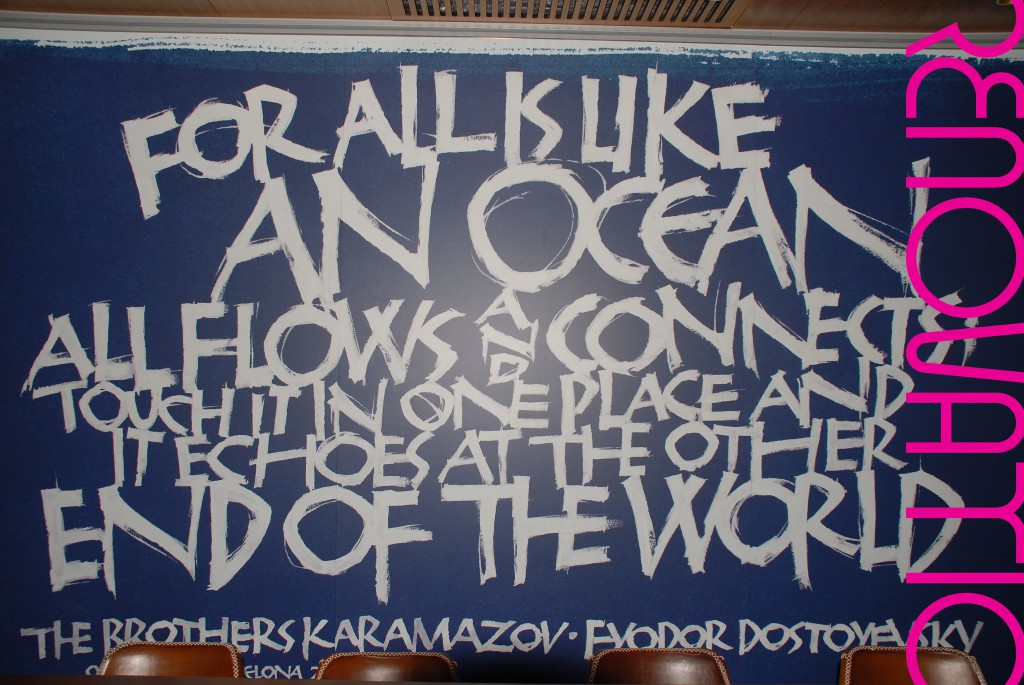 FOR ALL IS LIKE
AN OCEAN
ALL FLOWS AND CONNECTS;
TOUCH IT IN ONE PLACE AND
IT ECHOES AT THE OTHER
END OF THE WORLD
THE BROTHERS KARAMAZOV · FYODOR DOSTOYEVSKY